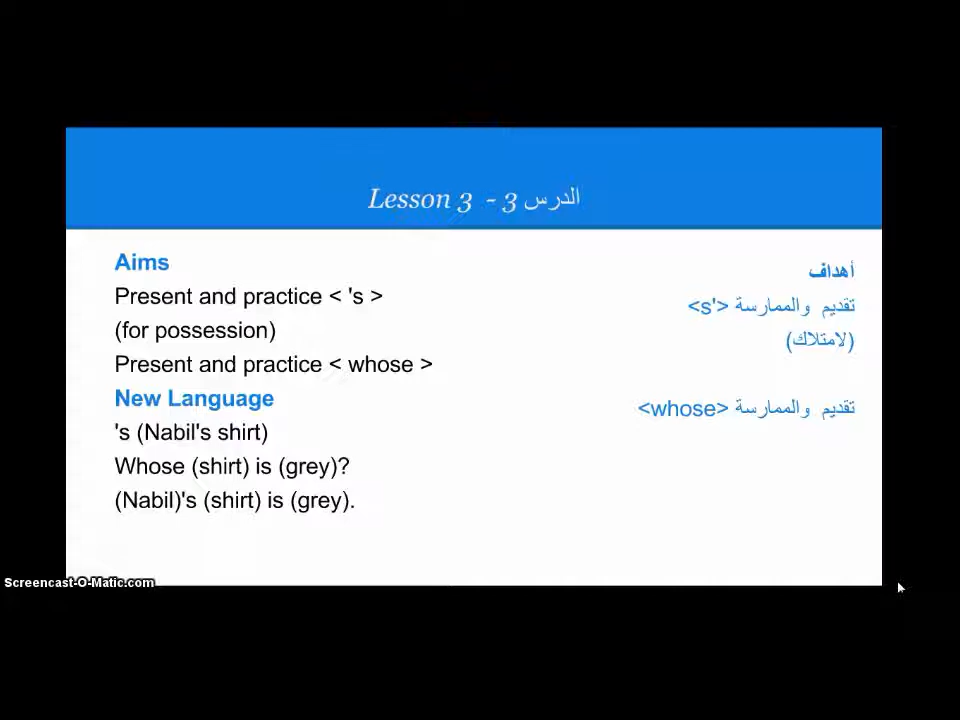 Lesson 3 - 3 الدرس
Aims
Present and practice < 's >
(for possession)
Present and practice < whose >
New Language
's (Nabil's shirt)
Whose (shirt) is (grey)?
(Nabil)'s (shirt) is (grey).
أهداف
تقديم والممارسة <'s>
(لامتلاك)
تقديم والممارسة <whose>
Screencast-O-Matic.com